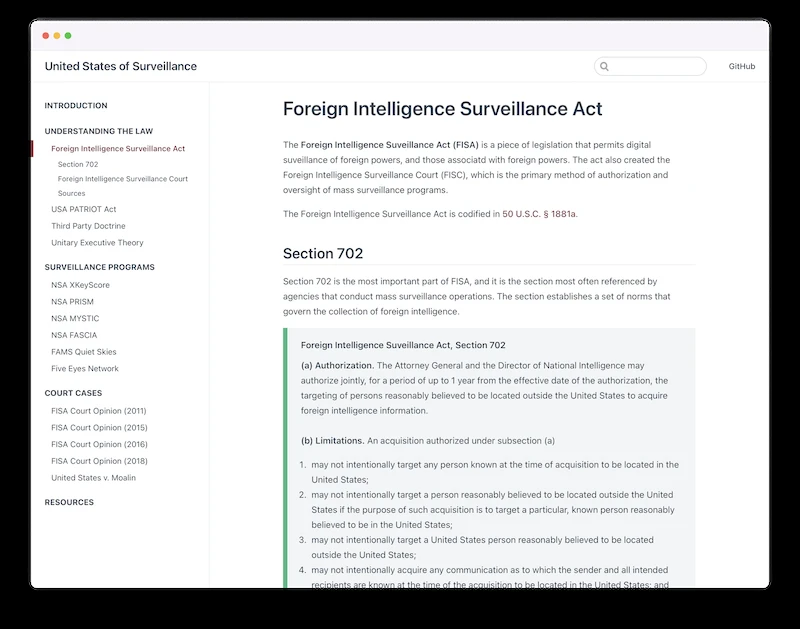 United States of Surveillance
GitHub
INTRODUCTION
UNDERSTANDING THE LAW
Foreign Intelligence Surveillance Act
Section 702
Foreign Intelligence Surveillance Court
Sources
USA PATRIOT Act
Third Party Doctrine
Unitary Executive Theory
SURVEILLANCE PROGRAMS
NSA XKeyScore
NSA PRISM
NSA MYSTIC
NSA FASCIA
FAMS Quiet Skies
Five Eyes Network
COURT CASES
FISA Court Opinion (2011)
FISA Court Opinion (2015)
FISA Court Opinion (2016)
FISA Court Opinion (2018)
United States v. Moalin
RESOURCES
Foreign Intelligence Surveillance Act
The Foreign Intelligence Suveillance Act (FISA) is a piece of legislation that permits digital
suveillance of foreign powers, and those associatd with foreign powers. The act also created the
Foreign Intelligence Surveillance Court (FISC), which is the primary method of authorization and
oversight of mass surveillance programs.
The Foreign Intelligence Surveillance Act is codified in 50 U.S.C. § 1881a.
Section 702
Section 702 is the most important part of FISA, and it is the section most often referenced by
agencies that conduct mass surveillance operations. The section establishes a set of norms that
govern the collection of foreign intelligence.
Foreign Intelligence Suveillance Act, Section 702
(a) Authorization. The Attorney General and the Director of National Intelligence may
authorize jointly, for a period of up to 1 year from the effective date of the authorization, the
targeting of persons reasonably believed to be located outside the United States to acquire
foreign intelligence information.
(b) Limitations. An acquisition authorized under subsection (a)
1. may not intentionally target any person known at the time of acquisition to be located in the
United States;
2. may not intentionally target a person reasonably believed to be located outside the United
States if the purpose of such acquisition is to target a particular, known person reasonably
believed to be in the United States;
3. may not intentionally target a United States person reasonably believed to be located
outside the United States;
4. may not intentionally acquire any communication as to which the sender and all intended
recipients are known at the time of the acquisition to be located in the United States; and